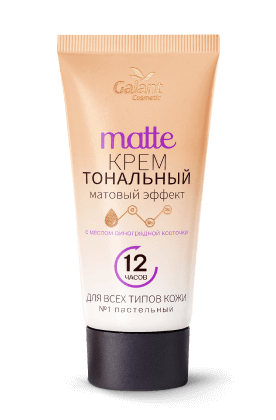 Galant
Cosmetic
matte
КРЕМ
ТОНАЛЬНЫЙ
матовый эффект
с маслом виноградной косточки
12
ЧАСОВ
ДЛЯ ВСЕХ ТИПОВ КОЖИ
№1 пастельный